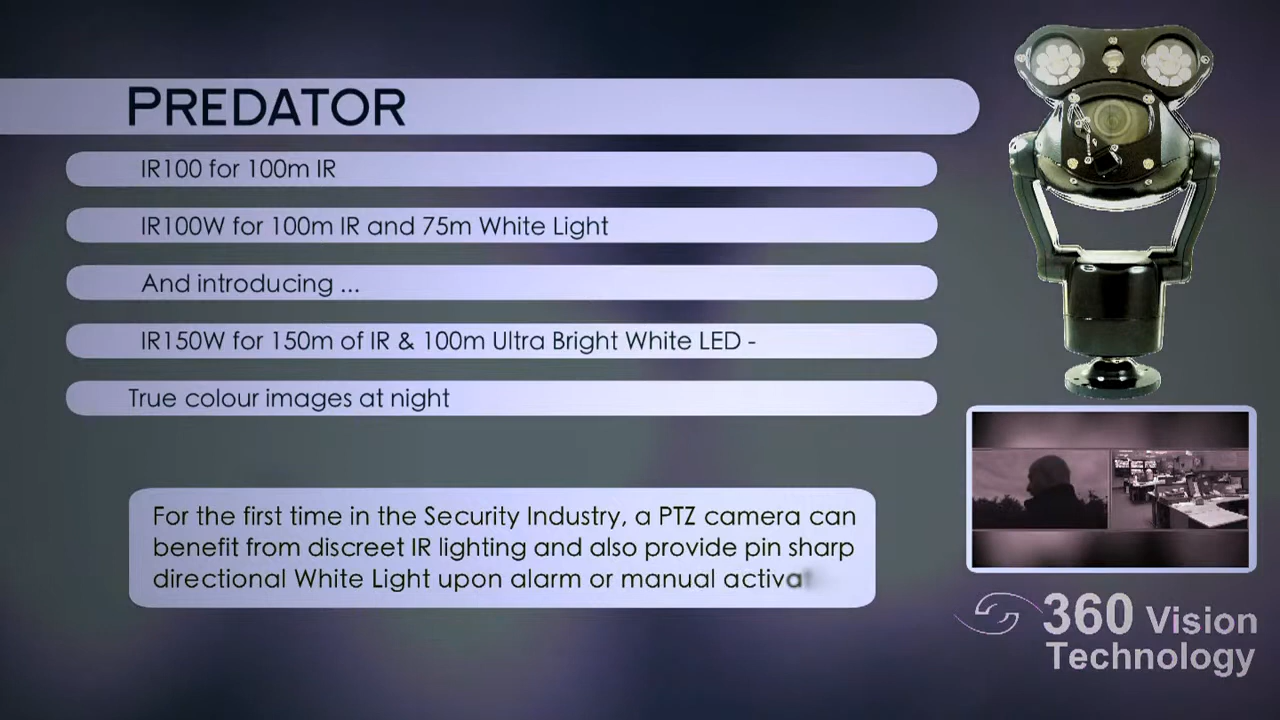 PREDATOR
IR100 for 100m IR
IR100W for 100m IR and 75m White Light
And introducing ...
IR150W for 150m of IR & 100m Ultra Bright White LED -
True colour images at night
For the first time in the Security Industry, a PTZ camera can
benefit from discreet IR lighting and also provide pin sharp
directional White Light upon alarm or manual
360 Vision
Technology